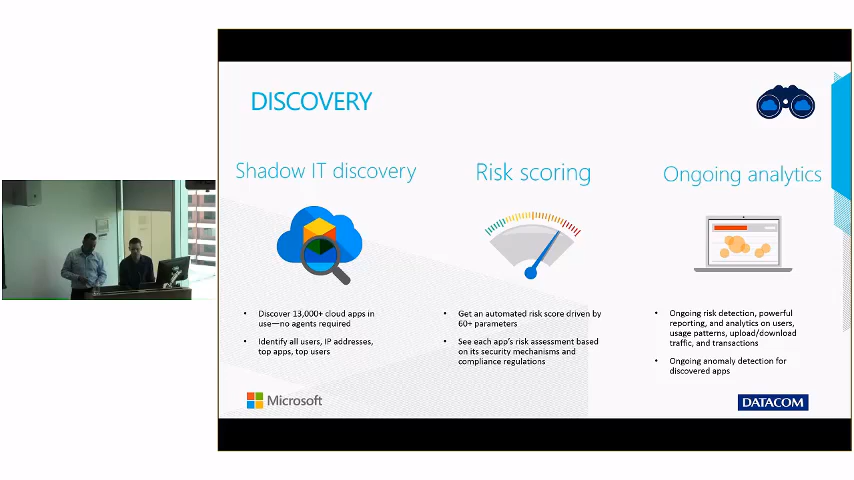 DISCOVERY
Shadow IT discovery
• Discover 13,000+ cloud apps in
use—no agents required
• Identify all users, IP addresses,
top apps, top users
Risk scoring
• Get an automated risk score driven by
60+ parameters
• See each app's risk assessment based
on its security mechanisms and
compliance regulations
Ongoing analytics
• Ongoing risk detection, powerful
reporting, and analytics on users,
usage patterns, upload/download
traffic, and transactions
• Ongoing anomaly detection for
discovered apps
Microsoft
DATACOM